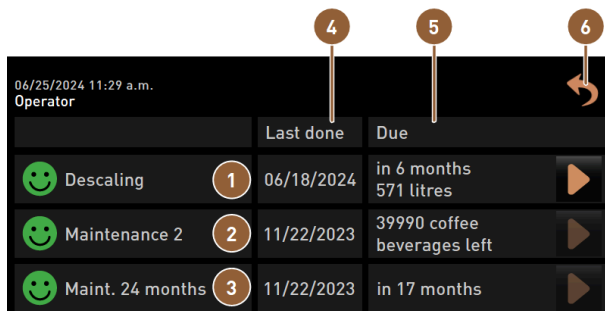 4 5 6
06/25/2024 11:29 a.m.
Operator
Last done Due
Descaling 1 06/18/2024 in 6 months
571 litres
Maintenance 2 2 11/22/2023 39990 coffee
beverages left
Maint. 24 months 3 11/22/2023 in 17 months